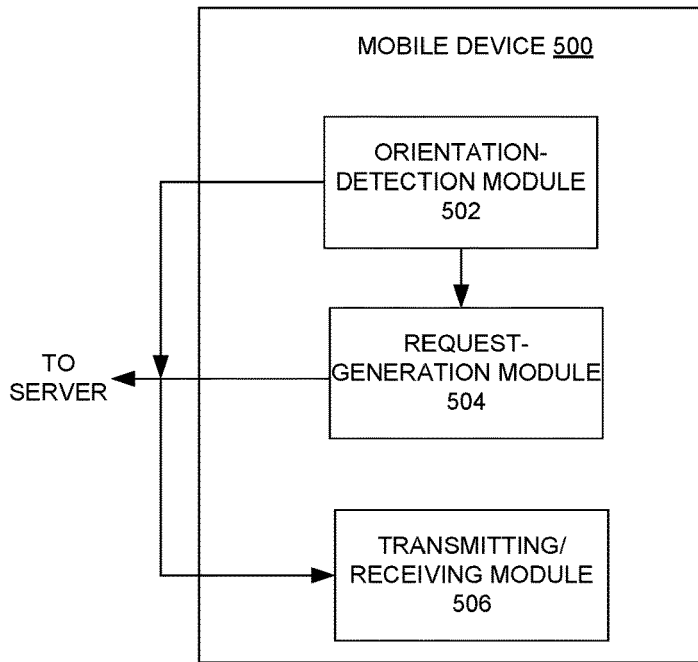 MOBILE DEVICE 500
ORIENTATION-
DETECTION MODULE
502
REQUEST-
GENERATION MODULE
504
TO
SERVER
TRANSMITTING/
RECEIVING MODULE
506